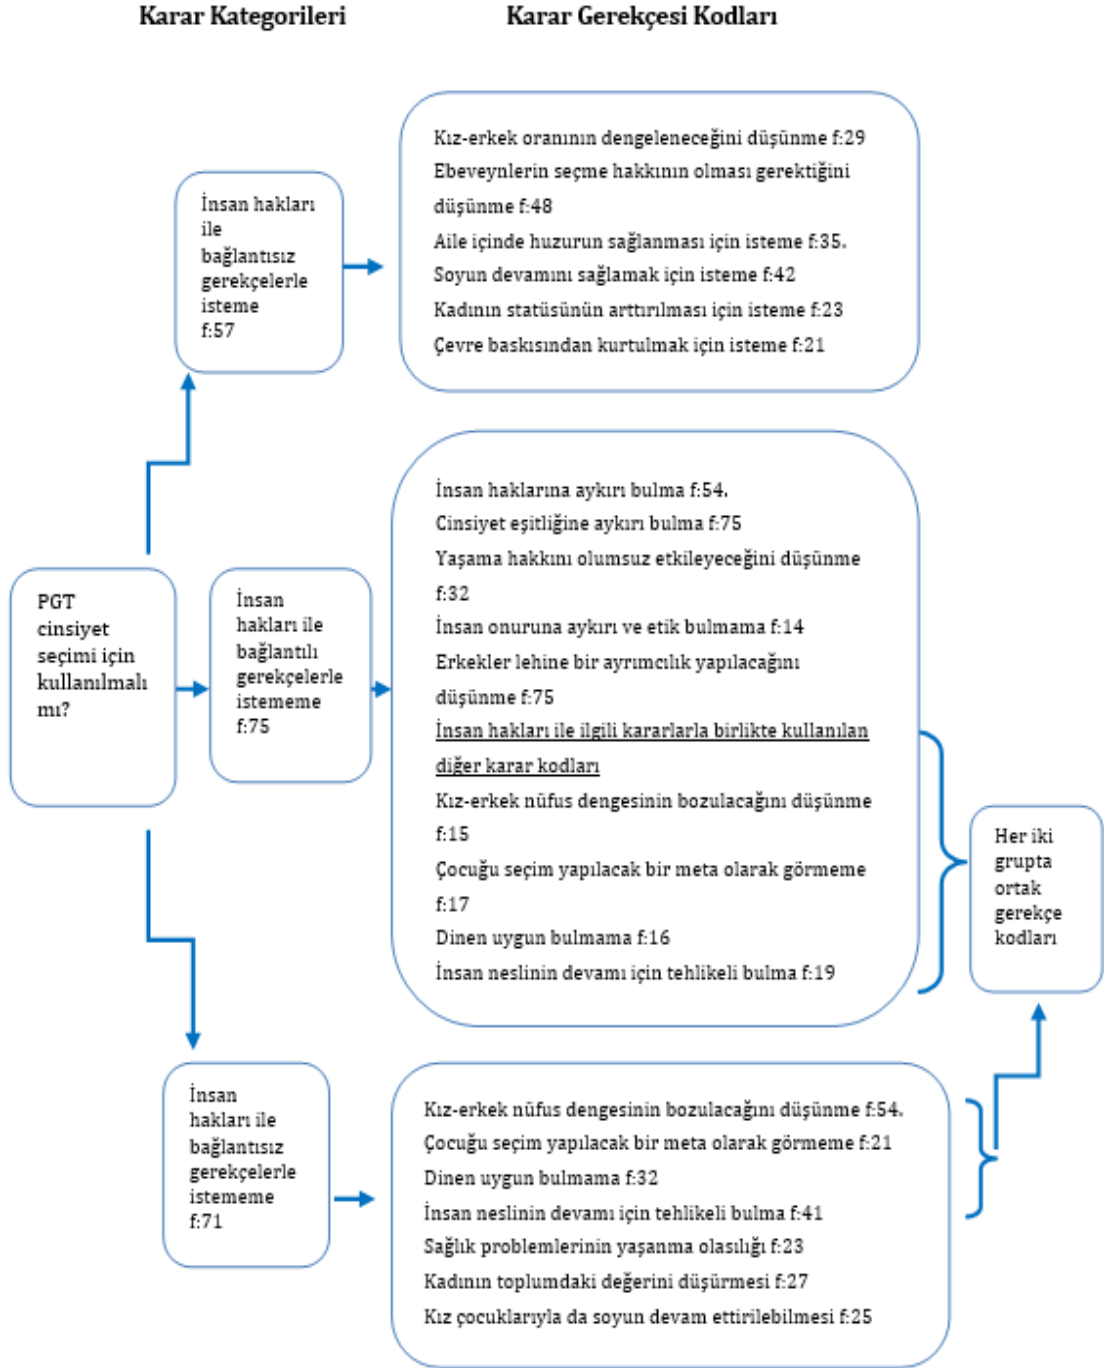 Karar Kategorileri
Karar Gerekçesi Kodları
Kız-erkek oranının dengeleneceğini düşünme f:29
Ebeveynlerin seçme hakkının olması gerektiğini
düşünme f:48
Aile içinde huzurun sağlanması için isteme f:35.
Soyun devamını sağlamak için isteme f:42
Kadının statüsünün arttırılması için isteme f:23
Çevre baskısından kurtulmak için isteme f:21
İnsan hakları
ile
bağlantısız
gerekçelerle
isteme
f:57
İnsan haklarına aykırı bulma f:54.
Cinsiyet eşitliğine aykırı bulma f:75
Yaşama hakkını olumsuz etkileyeceğini düşünme
f:32
İnsan onuruna aykırı ve etik bulmama f:14
Erkekler lehine bir ayrımcılık yapılacağını
düşünme f:75
İnsan hakları ile ilgili kararlarla birlikte kullanılan
diğer karar kodları
Kız-erkek nüfus dengesinin bozulacağını düşünme
f:15
Çocuğu seçim yapılacak bir meta olarak görmeme
f:17
Dinen uygun bulmama f:16
İnsan neslinin devamı için tehlikeli bulma f:19
PGT
cinsiyet
seçimi için
kullanılmalı
mı?
İnsan
hakları ile
bağlantılı
gerekçelerle
istememe
f:75
Her iki
grupta
ortak
gerekçe
kodları
İnsan
hakları ile
bağlantısız
gerekçelerle
istememe
f:71
Kız-erkek nüfus dengesinin bozulacağını düşünme f:54.
Çocuğu seçim yapılacak bir meta olarak görmeme f:21
Dinen uygun bulmama f:32
İnsan neslinin devamı için tehlikeli bulma f:41
Sağlık problemlerinin yaşanma olasılığı f:23
Kadının toplumdaki değerini düşürmesi f:27
Kız çocuklarıyla da soyun devam ettirilebilmesi f:25